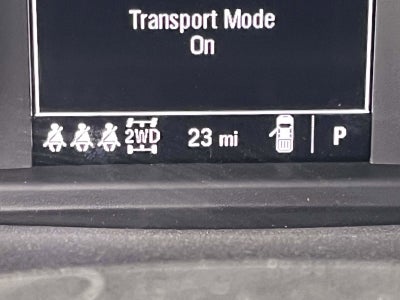 Transport Mode
On
2WD 23 mi P